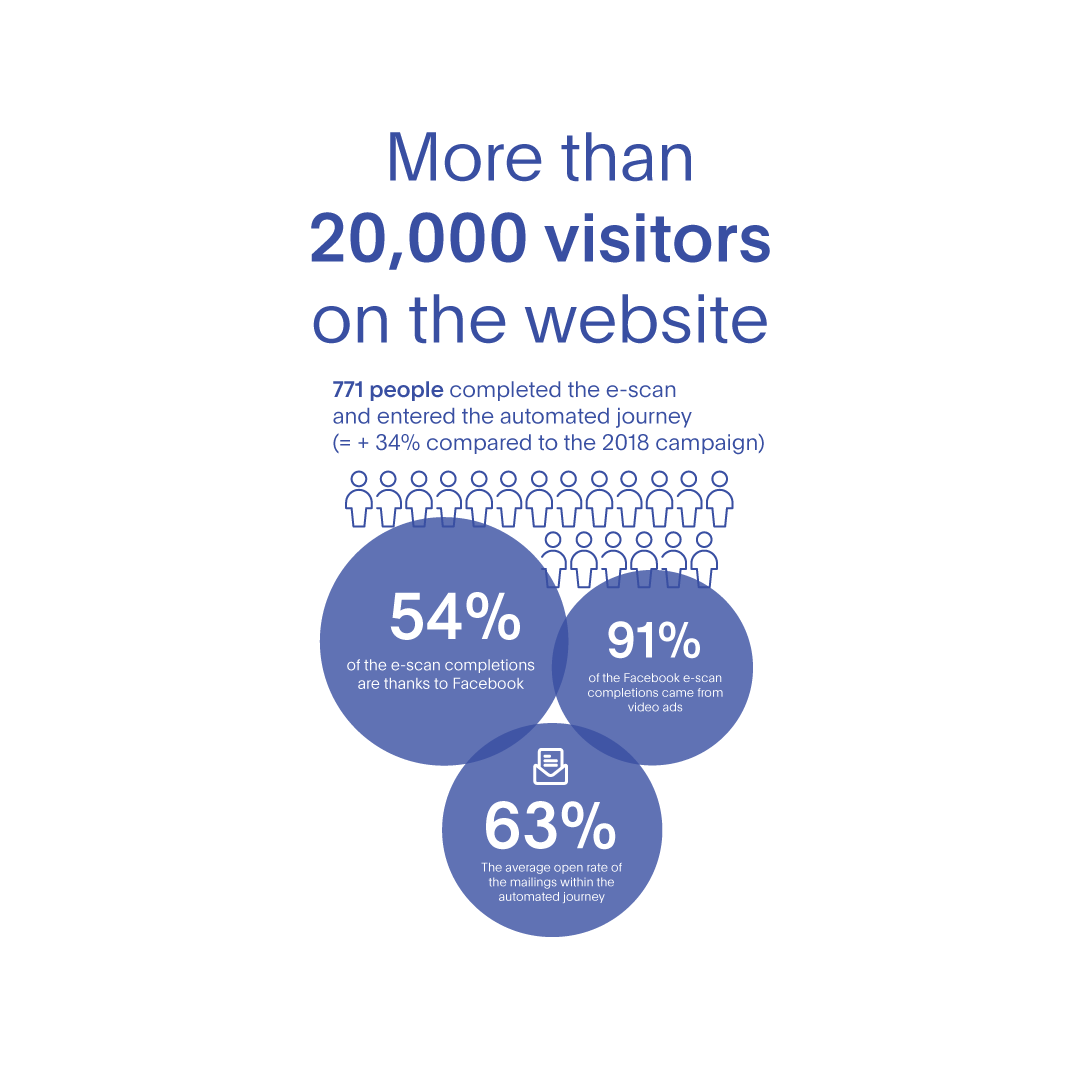 More than
20,000 visitors
on the website
771 people completed the e-scan
and entered the automated journey
(= + 34% compared to the 2018 campaign)
54%
of the e-scan completions
are thanks to Facebook
91%
of the Facebook e-scan
completions came from
video ads
63%
The average open rate of
the mailings within the
automated journey